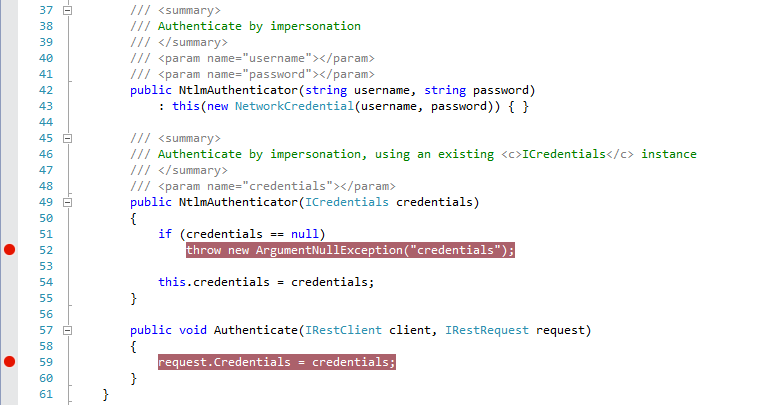 37 /// <summary>
38 /// Authenticate by impersonation
39 /// </summary>
40 /// <param name="username"></param>
41 /// <param name="password"></param>
42 public NtlmAuthenticator(string username, string password)
43 : this(new NetworkCredential(username, password)) { }
44
45 /// <summary>
46 /// Authenticate by impersonation, using an existing <c>ICredentials</c> instance
47 /// </summary>
48 /// <param name="credentials"></param>
49 public NtlmAuthenticator(ICredentials credentials)
50 {
51 if (credentials == null)
52 throw new ArgumentNullException("credentials");
53
54 this.credentials = credentials;
55 }
56
57 public void Authenticate(IRestClient client, IRestRequest request)
58 {
59 request.Credentials = credentials;
60 }
61 }